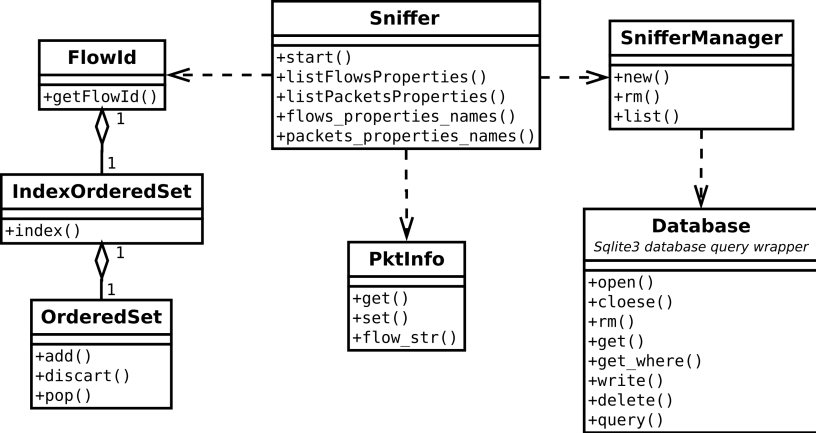 Sniffer
+start()
+listFlowsProperties()
+listPacketsProperties()
+flows_properties_names()
+packets_properties_names()
FlowId
+getFlowId()
1
1
IndexOrderedSet
+index()
1
1
OrderedSet
+add()
+discart()
+pop()
PktInfo
+get()
+set()
+flow_str()
SnifferManager
+new()
+rm()
+list()
Database
Sqlite3 database query wrapper
+open()
+cloese()
+rm()
+get()
+get_where()
+write()
+delete()
+query()